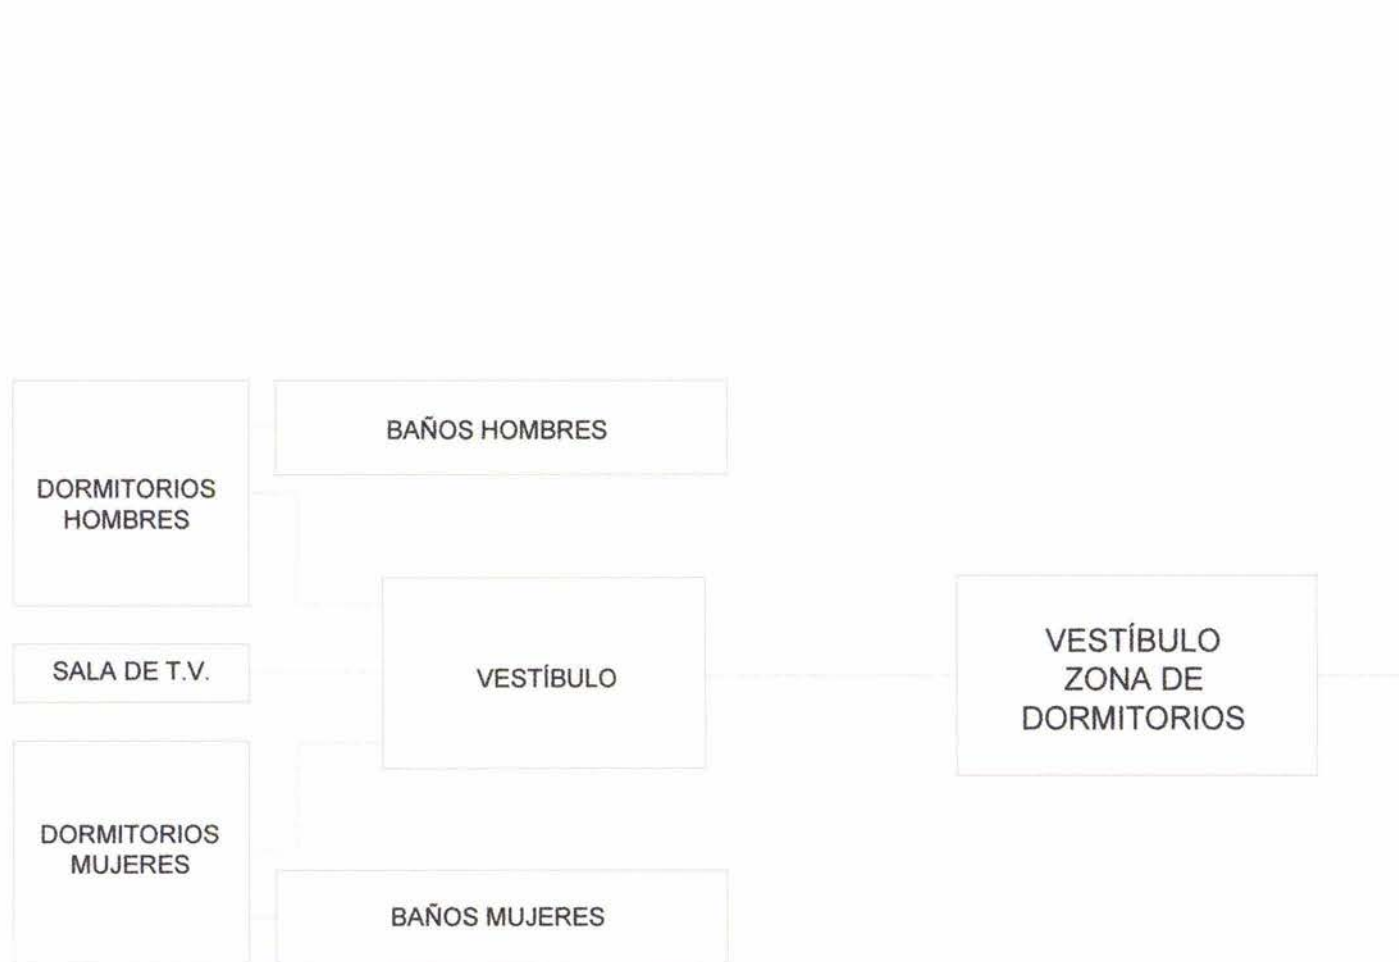 BAÑOS HOMBRES
DORMITORIOS
HOMBRES
VESTÍBULO
ZONA DE
DORMITORIOS
SALA DE T.V.
VESTÍBULO
DORMITORIOS
MUJERES
BAÑOS MUJERES